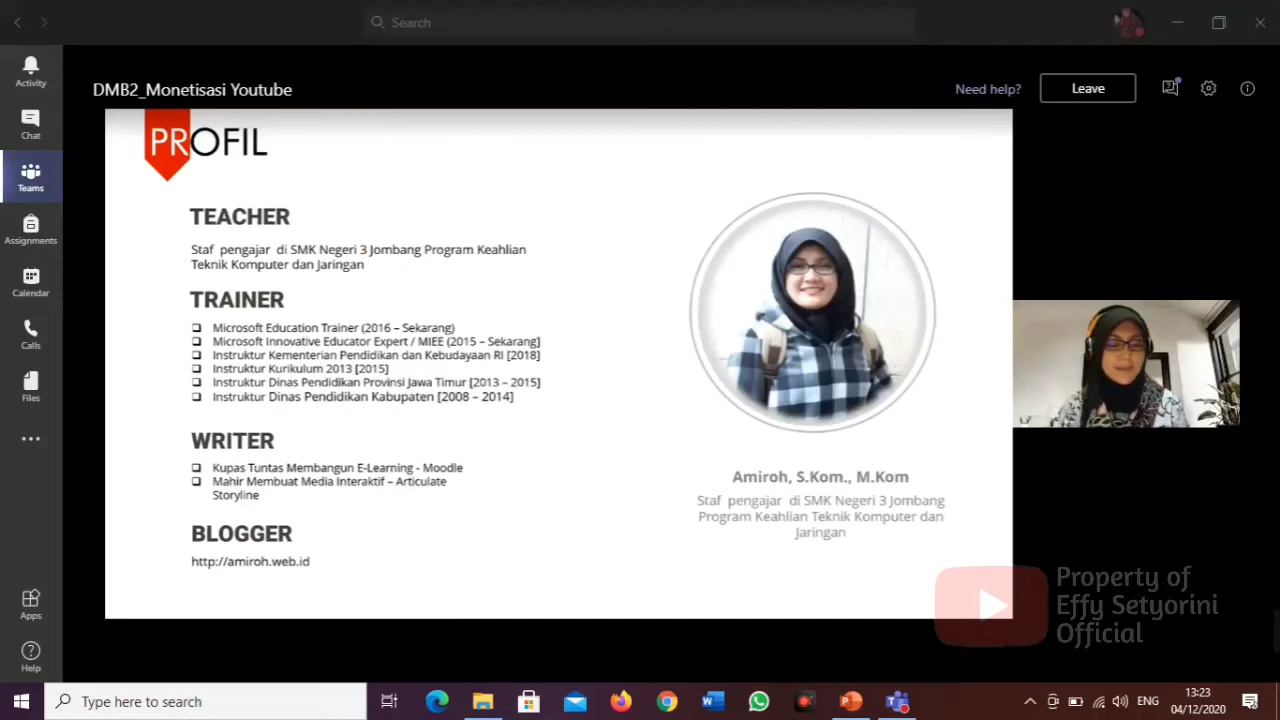 Search
Activity
Chat
Teams
Assignments
Calendar
Calls
Files
Apps
Help
DMB2_Monetisasi Youtube
Need help?
Leave
PROFIL
TEACHER
Staf pengajar di SMK Negeri 3 Jombang Program Keahlian
Teknik Komputer dan Jaringan
TRAINER
Microsoft Education Trainer (2016 – Sekarang)
Microsoft Innovative Educator Expert / MIEE (2015 – Sekarang]
Instruktur Kementerian Pendidikan dan Kebudayaan RI [2018]
Instruktur Kurikulum 2013 [2015]
Instruktur Dinas Pendidikan Provinsi Jawa Timur [2013 – 2015]
Instruktur Dinas Pendidikan Kabupaten [2008 – 2014]
WRITER
Kupas Tuntas Membangun E-Learning - Moodle
Mahir Membuat Media Interaktif – Articulate
Storyline
BLOGGER
http://amiroh.web.id
Amiroh, S.Kom., M.Kom
Staf pengajar di SMK Negeri 3 Jombang
Program Keahlian Teknik Komputer dan
Jaringan
Property of
Effy Setyorini
Official
Type here to search
ENG
13:23
04/12/2020